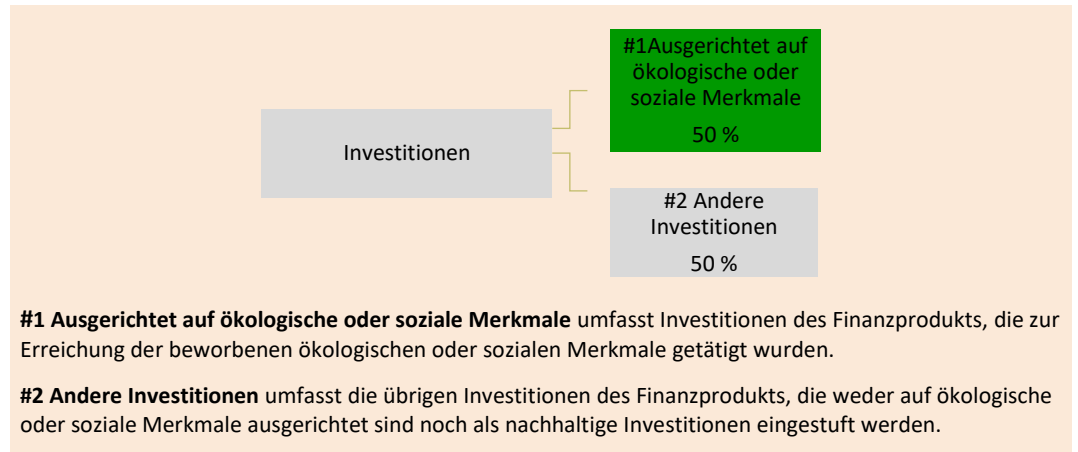 #1Ausgerichtet auf
ökologische oder
soziale Merkmale
50 %
Investitionen
#2 Andere
Investitionen
50 %
#1 Ausgerichtet auf ökologische oder soziale Merkmale umfasst Investitionen des Finanzprodukts, die zur
Erreichung der beworbenen ökologischen oder sozialen Merkmale getätigt wurden.
#2 Andere Investitionen umfasst die übrigen Investitionen des Finanzprodukts, die weder auf ökologische
oder soziale Merkmale ausgerichtet sind noch als nachhaltige Investitionen eingestuft werden.